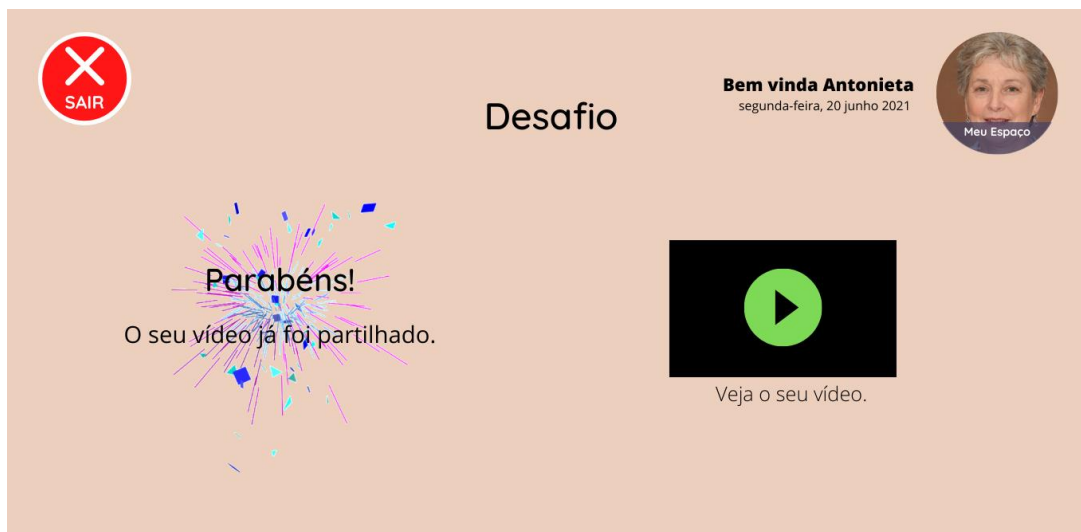 SAIR
Desafio
Bem vinda Antonieta
segunda-feira, 20 junho 2021
Meu Espaço
Parabéns!
O seu vídeo já foi partilhado.
Veja o seu vídeo.